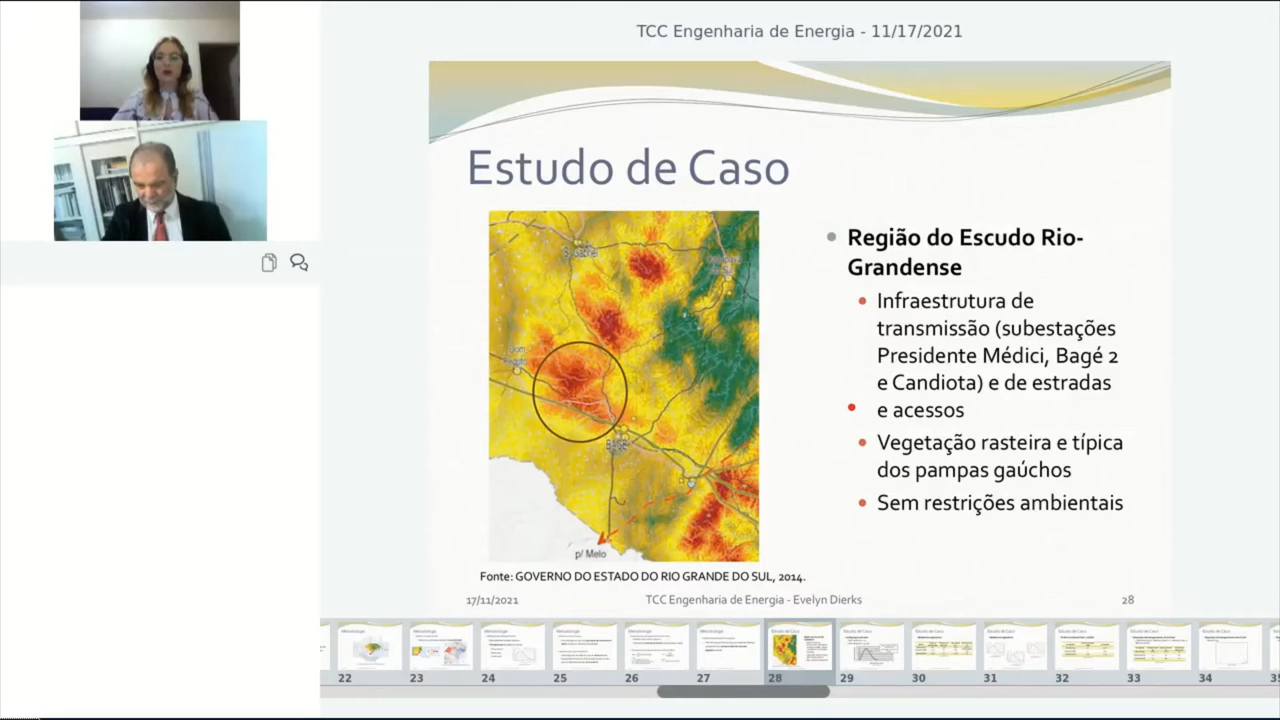 TCC Engenharia de Energia - 11/17/2021
Estudo de Caso
p/ Melo
Fonte: GOVERNO DO ESTADO DO RIO GRANDE DO SUL, 2014.
Região do Escudo Rio-
Grandense
Infraestrutura de
transmissão (subestações
Presidente Médici, Bagé 2
e Candiota) e de estradas
e acessos
Vegetação rasteira e típica
dos pampas gaúchos
Sem restrições ambientais
17/11/2021
TCC Engenharia de Energia - Evelyn Dierks
28
22
23
24
25
26
27
28
29
30
31
32
33
34